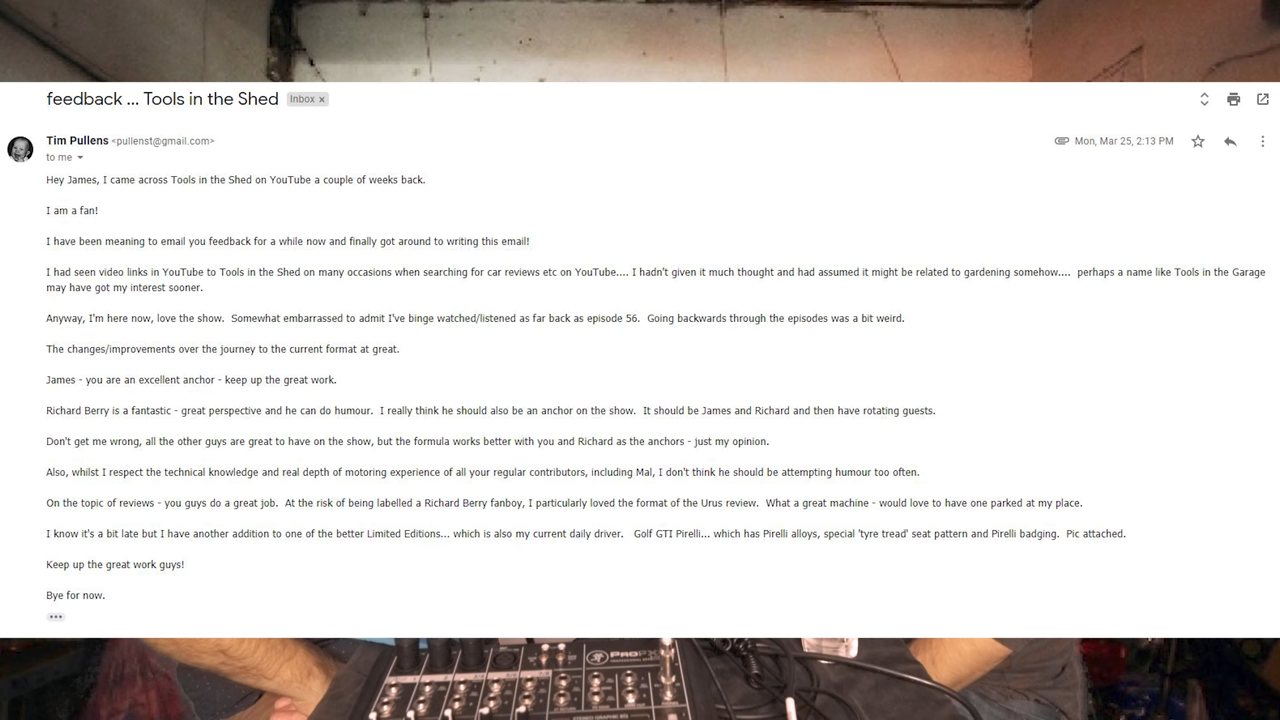 feedback ... Tools in the Shed Inbox x
Tim Pullens <pullenst@gmail.com>
Mon, Mar 25, 2:13 PM
to me
Hey James, I came across Tools in the Shed on YouTube a couple of weeks back.
I am a fan!
I have been meaning to email you feedback for a while now and finally got around to writing this email!
I had seen video links in YouTube to Tools in the Shed on many occasions when searching for car reviews etc on YouTube.... I hadn't given it much thought and had assumed it might be related to gardening somehow.... perhaps a name like Tools in the Garage
may have got my interest sooner.
Anyway, I'm here now, love the show. Somewhat embarrassed to admit I've binge watched/listened as far back as episode 56. Going backwards through the episodes was a bit weird.
The changes/improvements over the journey to the current format at great.
James - you are an excellent anchor - keep up the great work.
Richard Berry is a fantastic - great perspective and he can do humour. I really think he should also be an anchor on the show. It should be James and Richard and then have rotating guests.
Don't get me wrong, all the other guys are great to have on the show, but the formula works better with you and Richard as the anchors - just my opinion.
Also, whilst I respect the technical knowledge and real depth of motoring experience of all your regular contributors, including Mal, I don't think he should be attempting humour too often.
On the topic of reviews - you guys do a great job. At the risk of being labelled a Richard Berry fanboy, I particularly loved the format of the Urus review. What a great machine - would love to have one parked at my place.
I know it's a bit late but I have another addition to one of the better Limited Editions... which is also my current daily driver. Golf GTI Pirelli... which has Pirelli alloys, special 'tyre tread' seat pattern and Pirelli badging. Pic attached.
Keep up the great work guys!
Bye for now.
PROFX
STEREO GRAPHIC EQ